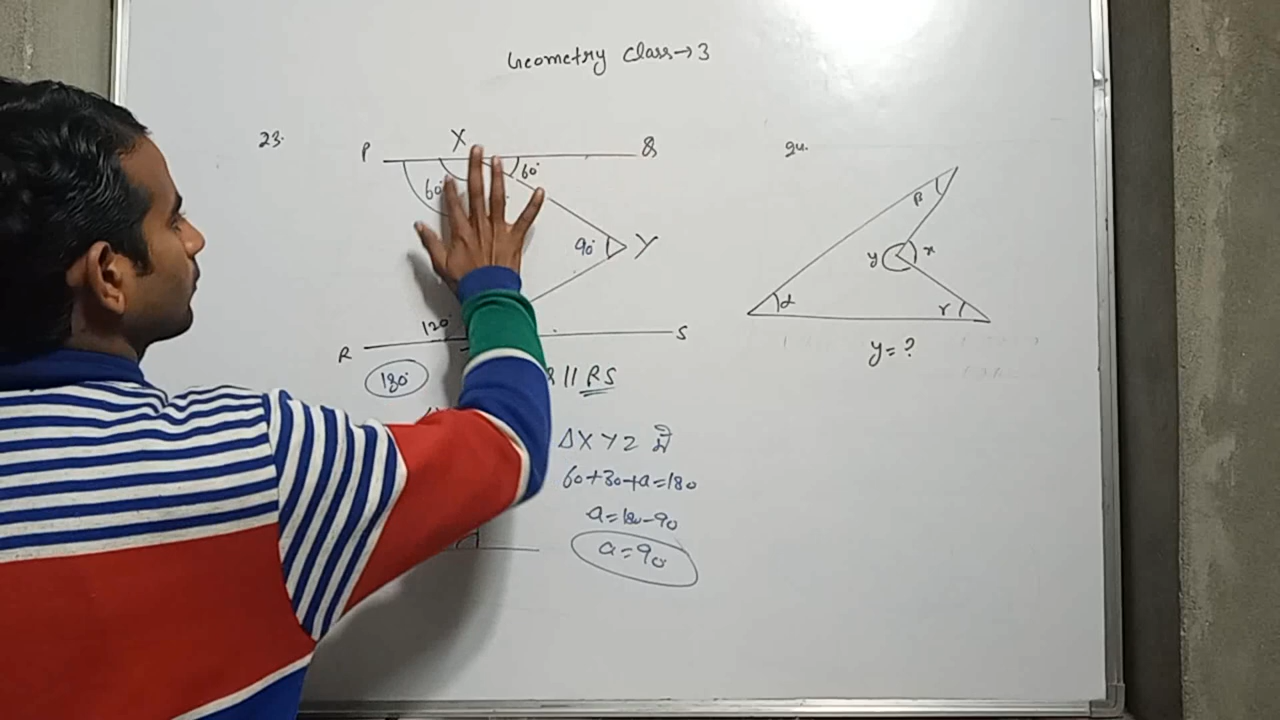 Geometry Class→3
23.
P
X
Q
60°
60°
90°
Y
120°
R
S
180°
|| RS
ΔXYZ में
60+30+a=180
a=180-90
a=90
24.
β
y
x
α
r
y=?